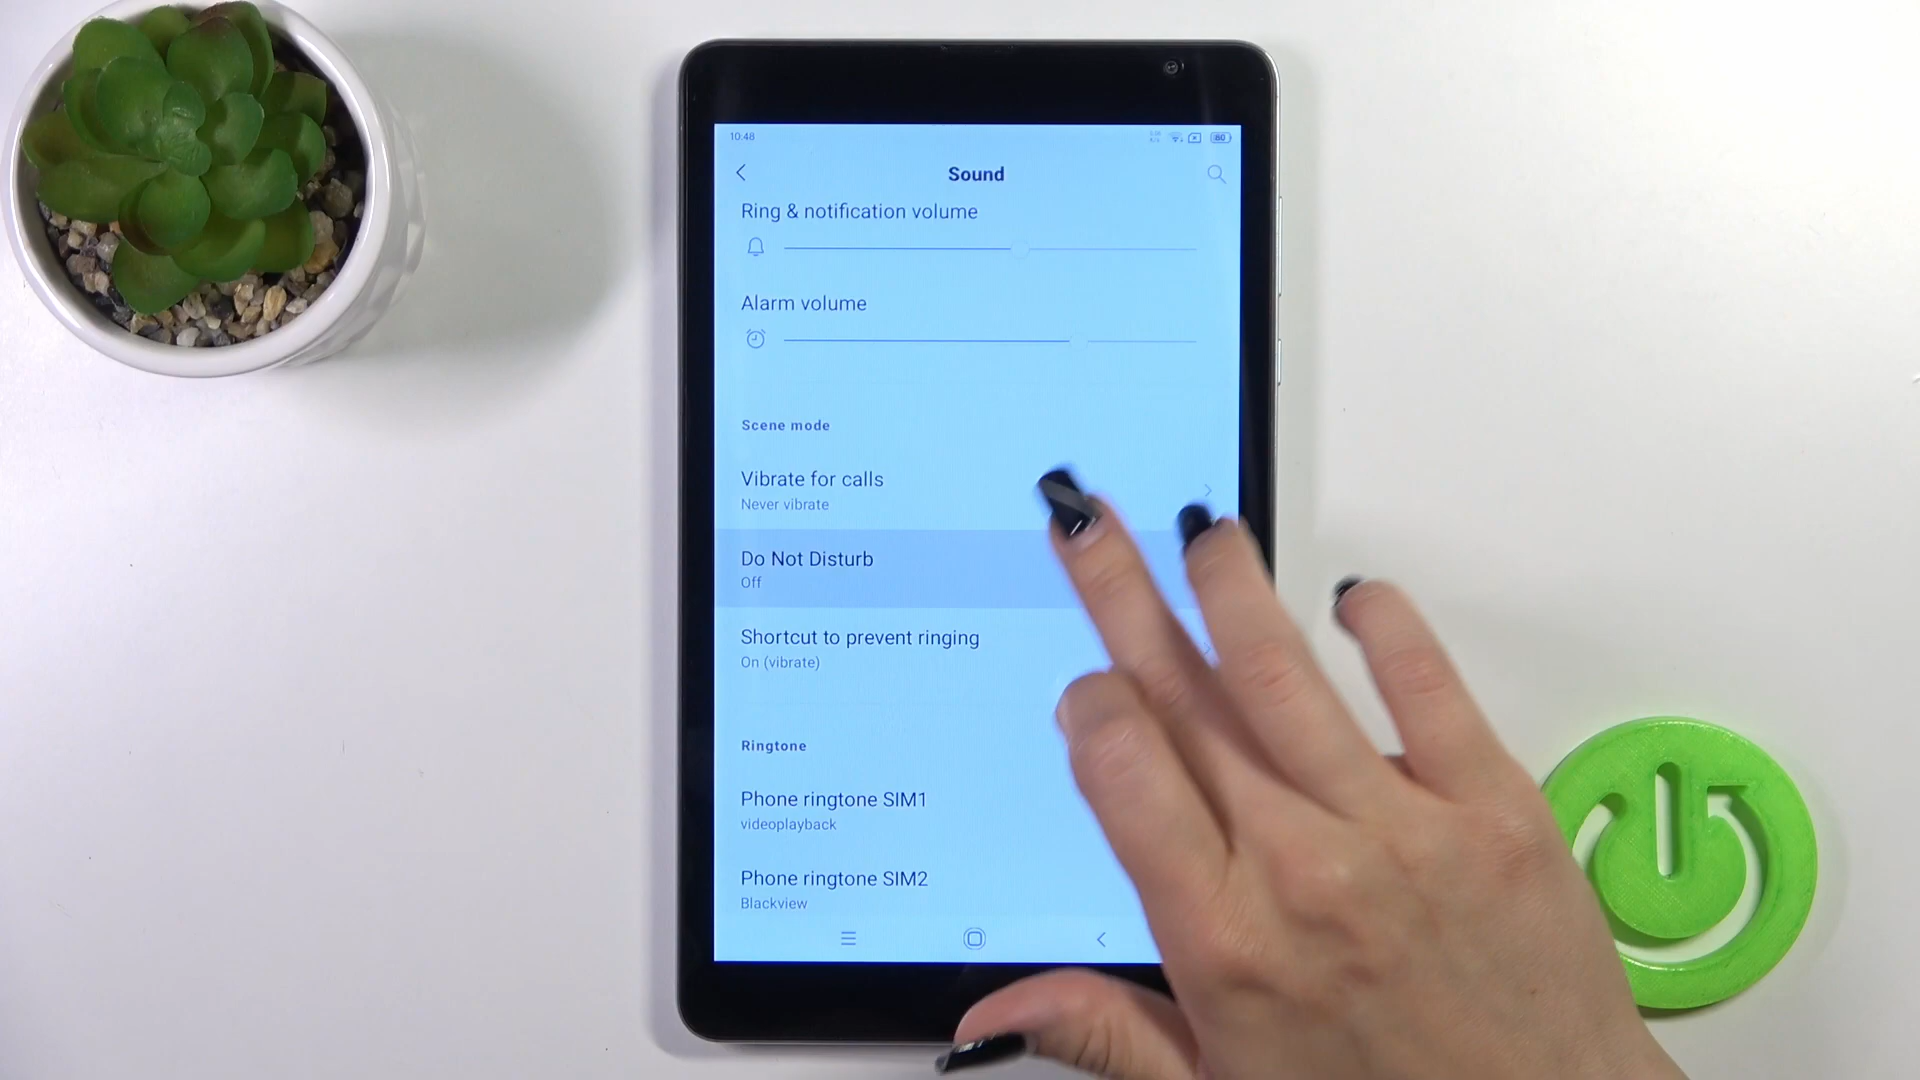 10:48
80
Sound
Ring & notification volume
Alarm volume
Scene mode
Vibrate for calls
Never vibrate
Do Not Disturb
Off
Shortcut to prevent ringing
On (vibrate)
Ringtone
Phone ringtone SIM1
videoplayback
Phone ringtone SIM2
Blackview